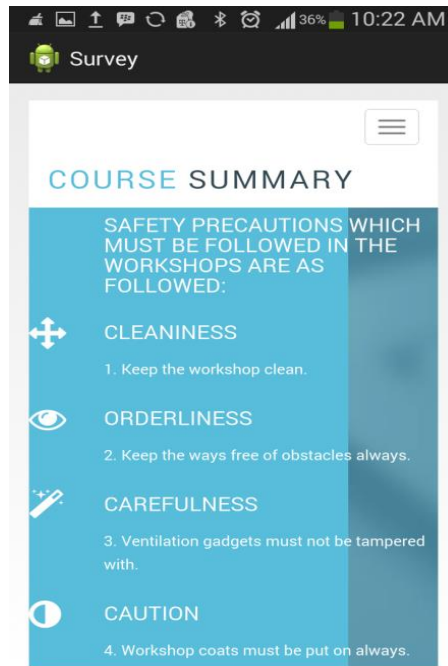 36% 10:22 AM
Survey
COURSE SUMMARY
SAFETY PRECAUTIONS WHICH
MUST BE FOLLOWED IN THE
WORKSHOPS ARE AS
FOLLOWED:
CLEANINESS
1. Keep the workshop clean.
ORDERLINESS
2. Keep the ways free of obstacles always.
CAREFULNESS
3. Ventilation gadgets must not be tampered
with.
CAUTION
4. Workshop coats must be put on always.